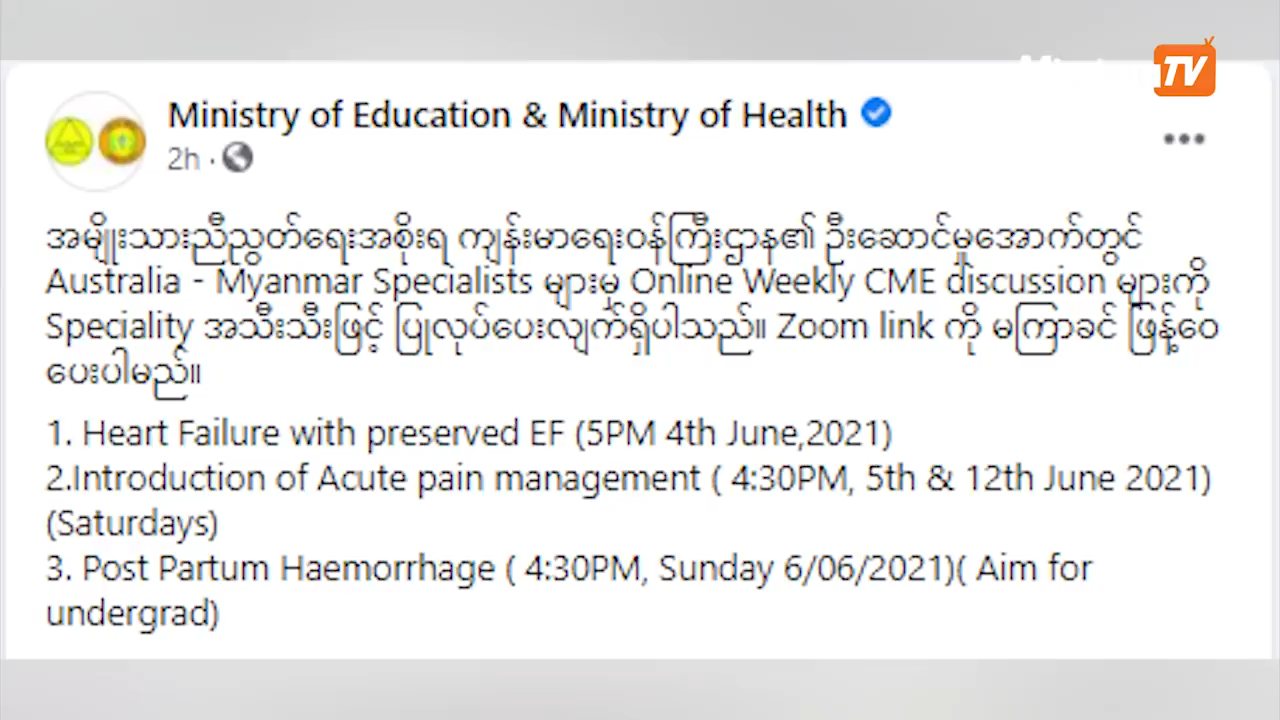 TV
Ministry of Education & Ministry of Health
2h ·
အမျိုးသားညီညွတ်ရေးအစိုးရ ကျန်းမာရေးဝန်ကြီးဌာန၏ ဦးဆောင်မှုအောက်တွင်
Australia - Myanmar Specialists များမှ Online Weekly CME discussion များကို
Speciality အသီးသီးဖြင့် ပြုလုပ်ပေးလျက်ရှိပါသည်။ Zoom link ကို မကြာခင် ဖြန့်ဝေ
ပေးပါမည်။
1. Heart Failure with preserved EF (5PM 4th June,2021)
2.Introduction of Acute pain management ( 4:30PM, 5th & 12th June 2021)
(Saturdays)
3. Post Partum Haemorrhage ( 4:30PM, Sunday 6/06/2021)( Aim for
undergrad)